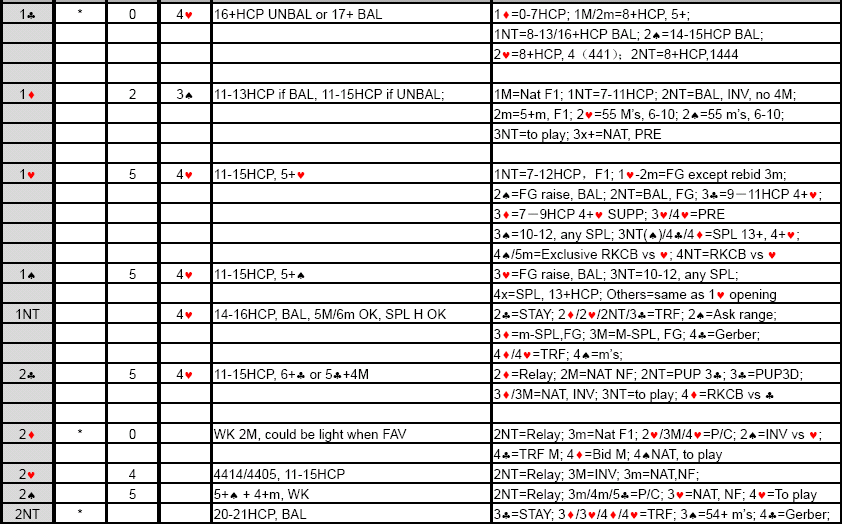 1♣ * 0 4♥ 16+HCP UNBAL or 17+ BAL 1♦=0-7HCP; 1M/2m=8+HCP, 5+;
1NT=8-13/16+HCP BAL; 2♠=14-15HCP BAL;
2♥=8+HCP, 4（441）; 2NT=8+HCP,1444
1♦ 2 3♠ 11-13HCP if BAL, 11-15HCP if UNBAL; 1M=Nat F1; 1NT=7-11HCP; 2NT=BAL, INV, no 4M;
2m=5+m, F1; 2♥=55 M's, 6-10; 2♠=55 m's, 6-10;
3NT=to play; 3x+=NAT, PRE
1♥ 5 4♥ 11-15HCP, 5+♥ 1NT=7-12HCP，F1; 1♥-2m=FG except rebid 3m;
2♠=FG raise, BAL; 2NT=BAL, FG; 3♣=9－11HCP 4+♥;
3♦=7－9HCP 4+♥ SUPP; 3♥/4♥=PRE
3♠=10-12, any SPL; 3NT(♠)/4♣/4♦=SPL 13+, 4+♥;
4♠/5m=Exclusive RKCB vs ♥; 4NT=RKCB vs ♥
1♠ 5 4♥ 11-15HCP, 5+♠ 3♥=FG raise, BAL; 3NT=10-12, any SPL;
4x=SPL, 13+HCP; Others=same as 1♥ opening
1NT 4♥ 14-16HCP, BAL, 5M/6m OK, SPL H OK 2♣=STAY; 2♦/2♥/2NT/3♣=TRF; 2♠=Ask range;
3♦=m-SPL,FG; 3M=M-SPL, FG; 4♣=Gerber;
4♦/4♥=TRF; 4♠=m's;
2♣ 5 4♥ 11-15HCP, 6+♣ or 5♣+4M 2♦=Relay; 2M=NAT NF; 2NT=PUP 3♣; 3♣=PUP3D;
3♦/3M=NAT, INV; 3NT=to play; 4♦=RKCB vs ♣
2♦ * 0 WK 2M, could be light when FAV 2NT=Relay; 3m=Nat F1; 2♥/3M/4♥=P/C; 2♠=INV vs ♥;
4♣=TRF M; 4♦=Bid M; 4♠NAT, to play
2♥ 4 4414/4405, 11-15HCP 2NT=Relay; 3M=INV; 3m=NAT,NF;
2♠ 5 5+♠ + 4+m, WK 2NT=Relay; 3m/4m/5♣=P/C; 3♥=NAT, NF; 4♥=To play
2NT * 20-21HCP, BAL 3♣=STAY; 3♦/3♥/4♦/4♥=TRF; 3♠=54+ m's; 4♣=Gerber;